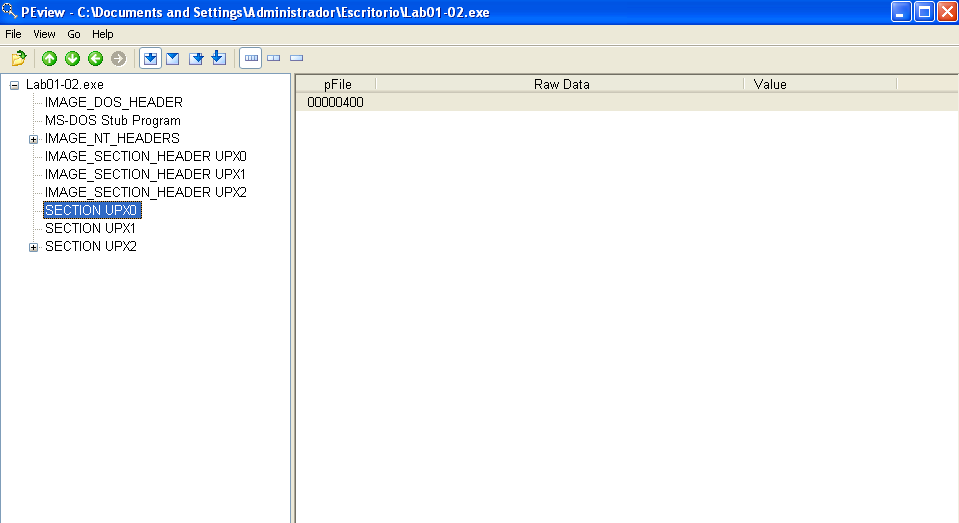 PEview - C:\Documents and Settings\Administrador\Escritorio\Lab01-02.exe
File View Go Help
Lab01-02.exe
IMAGE_DOS_HEADER
MS-DOS Stub Program
IMAGE_NT_HEADERS
IMAGE_SECTION_HEADER UPX0
IMAGE_SECTION_HEADER UPX1
IMAGE_SECTION_HEADER UPX2
SECTION UPX0
SECTION UPX1
SECTION UPX2
pFile Raw Data Value
00000400